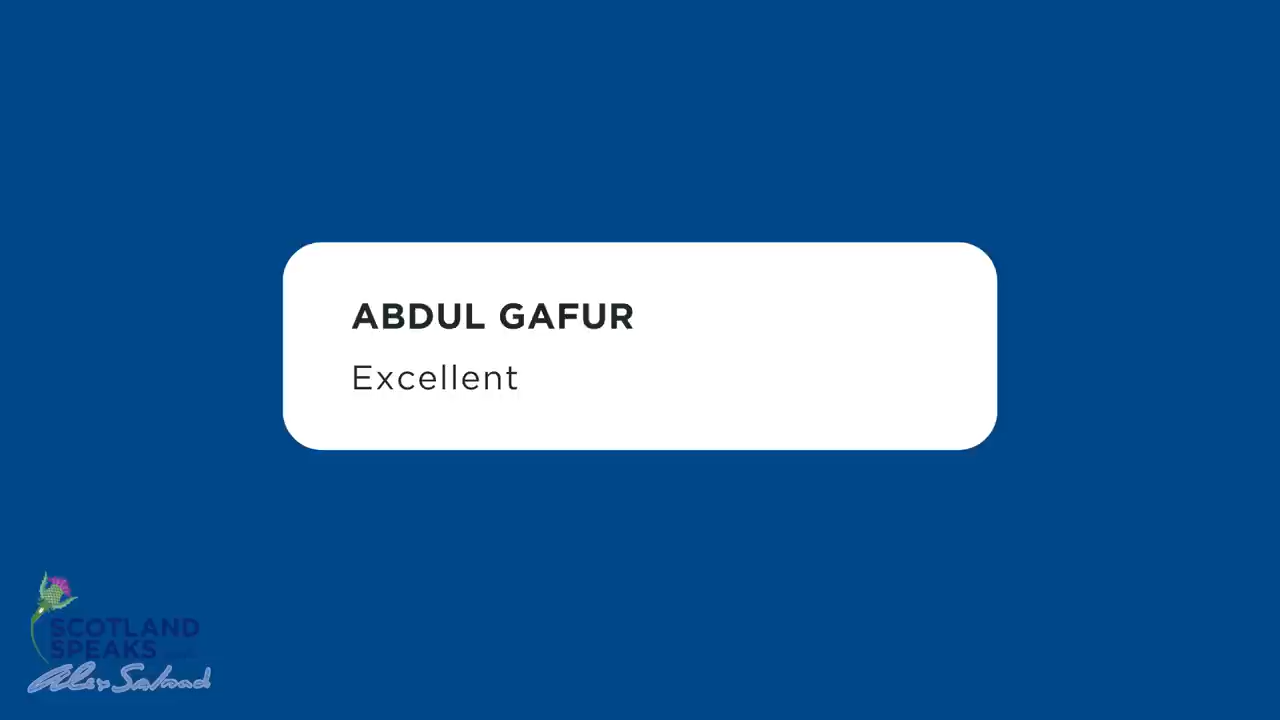 ABDUL GAFUR
Excellent
SCOTLAND
SPEAKS
Alex Salmond